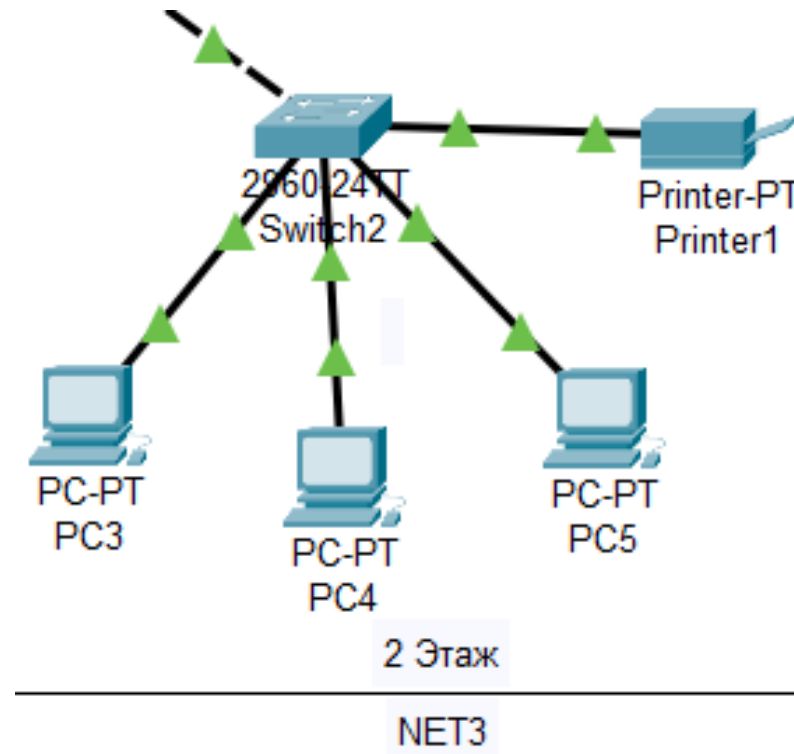 2960-24TT
Switch2
Printer-PT
Printer1
PC-PT
PC3
PC-PT
PC4
PC-PT
PC5
2 Этаж
NET3